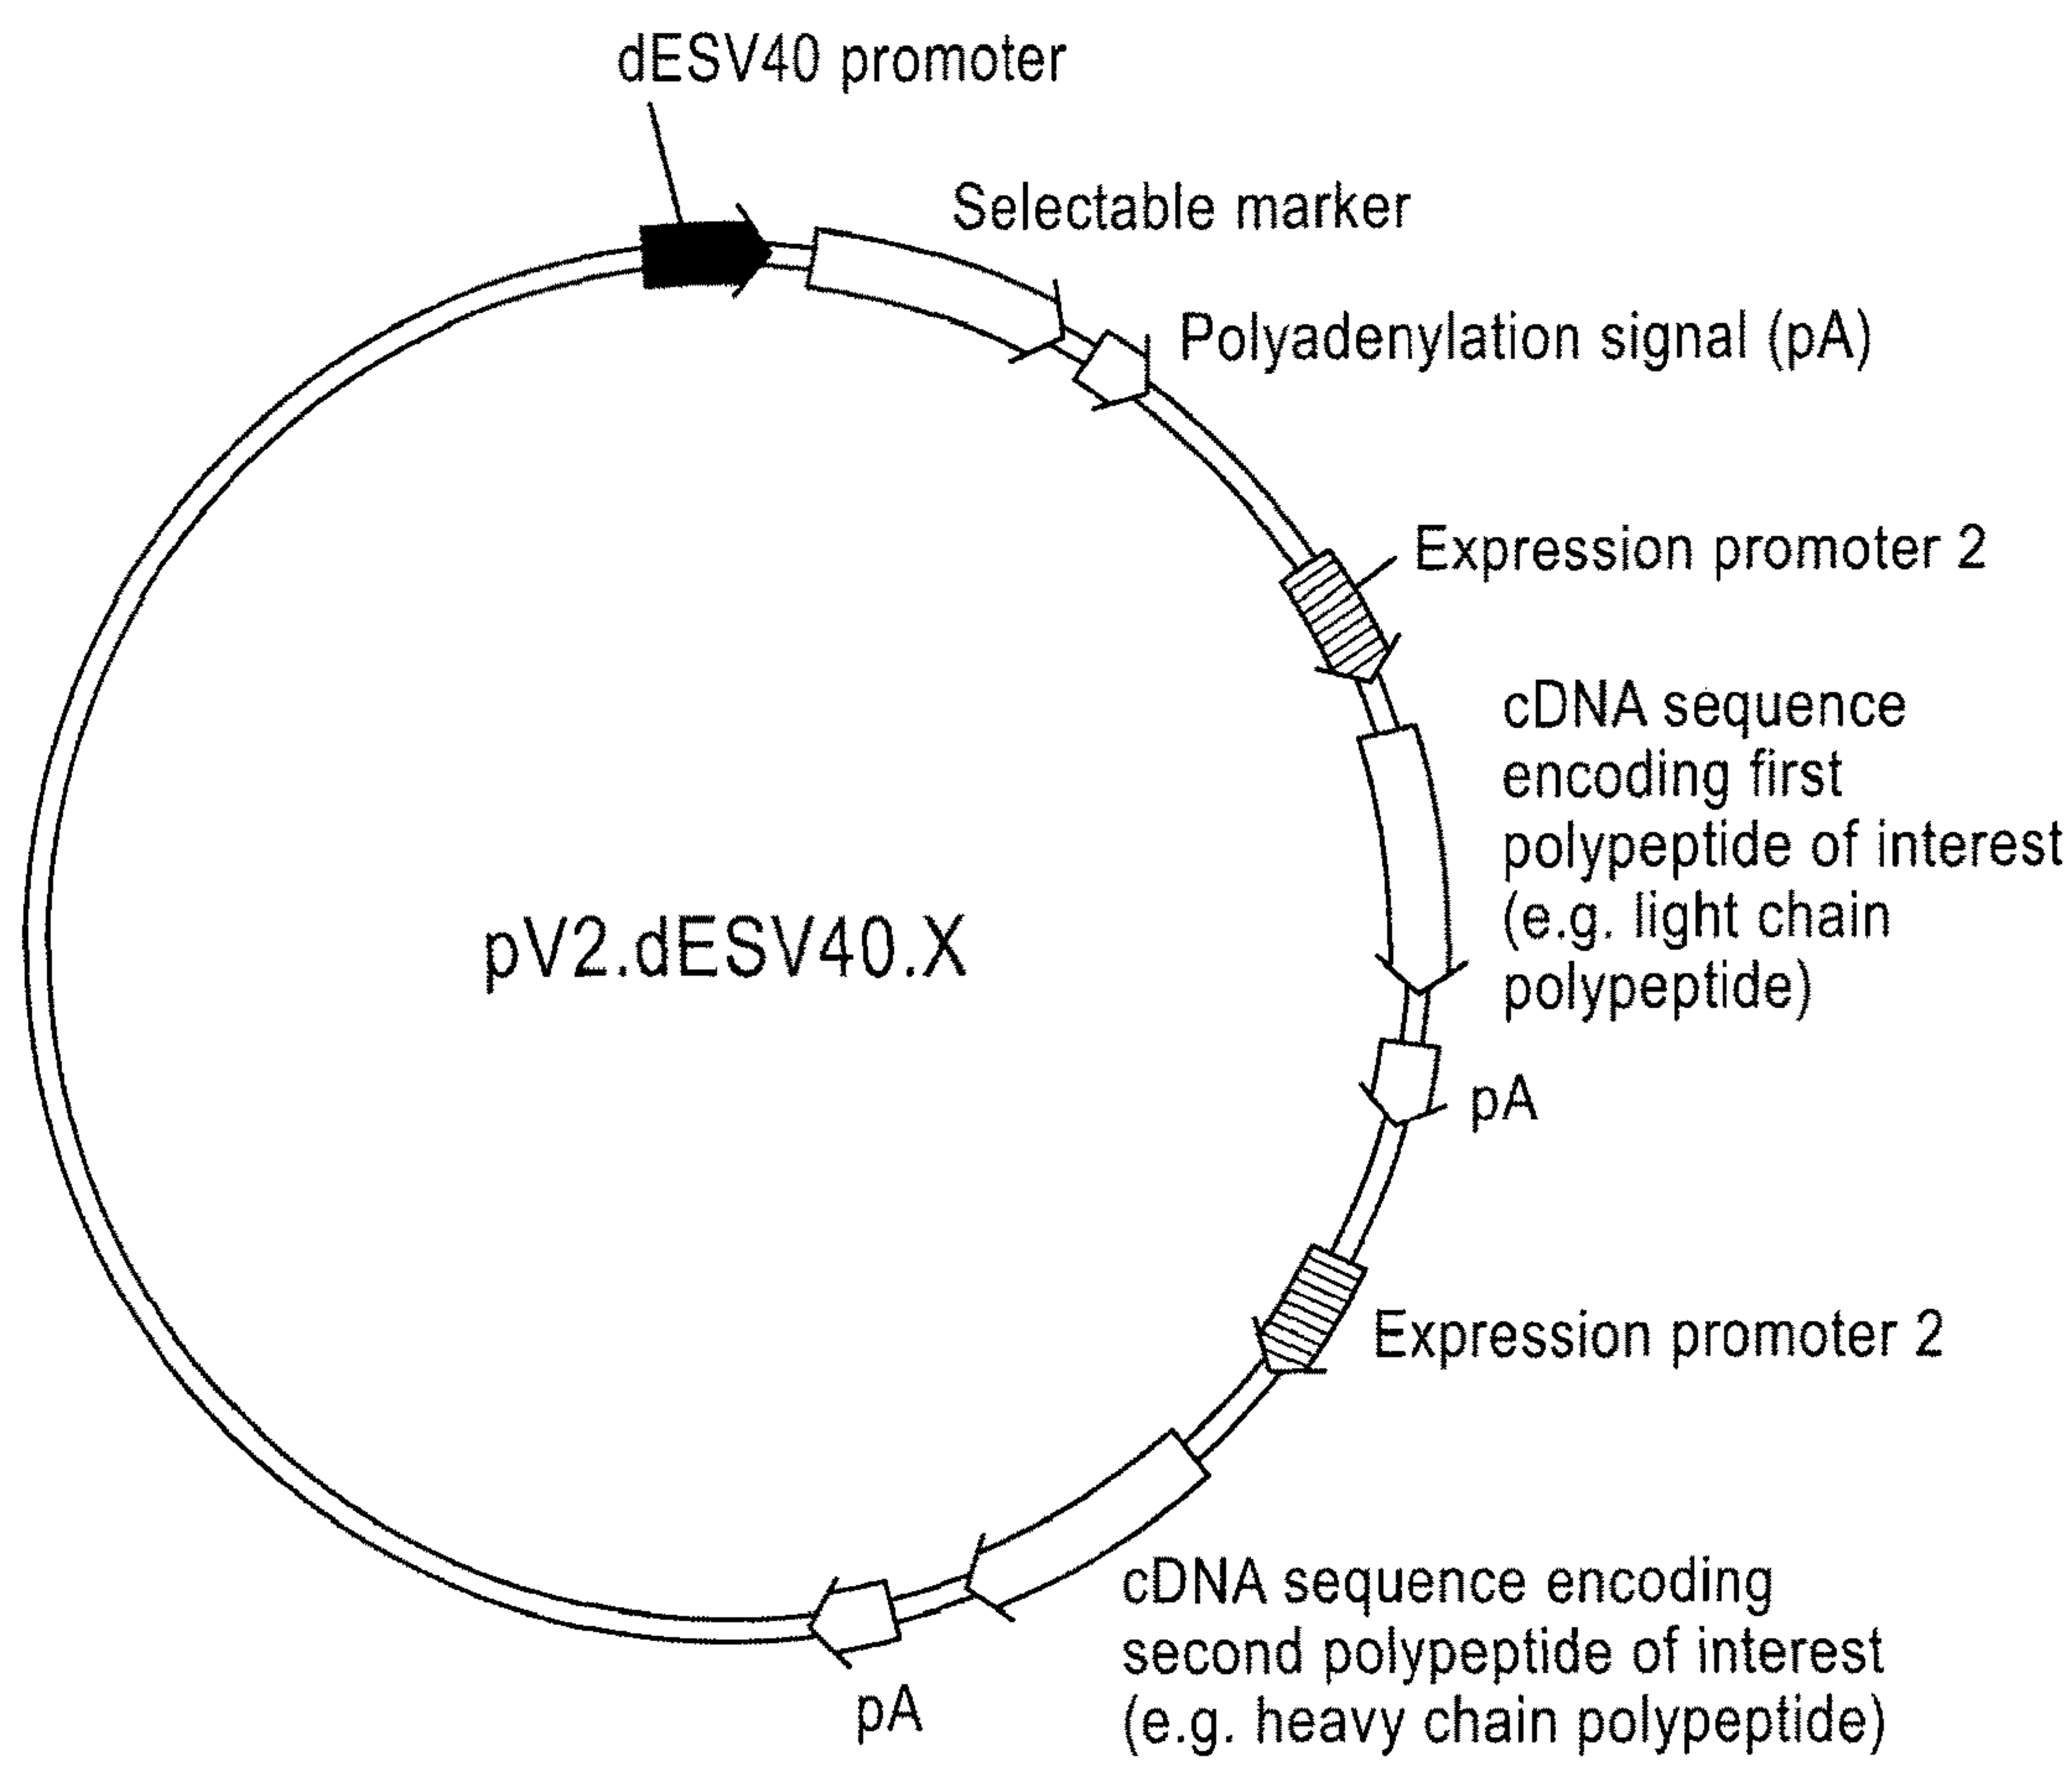 dESV40 promoter
Selectable marker
Polyadenylation signal (pA)
Expression promoter 2
cDNA sequence
encoding first
polypeptide of interest
(e.g. light chain
polypeptide)
pV2.dESV40.X
pA
Expression promoter 2
cDNA sequence encoding
second polypeptide of interest
(e.g. heavy chain polypeptide)
pA